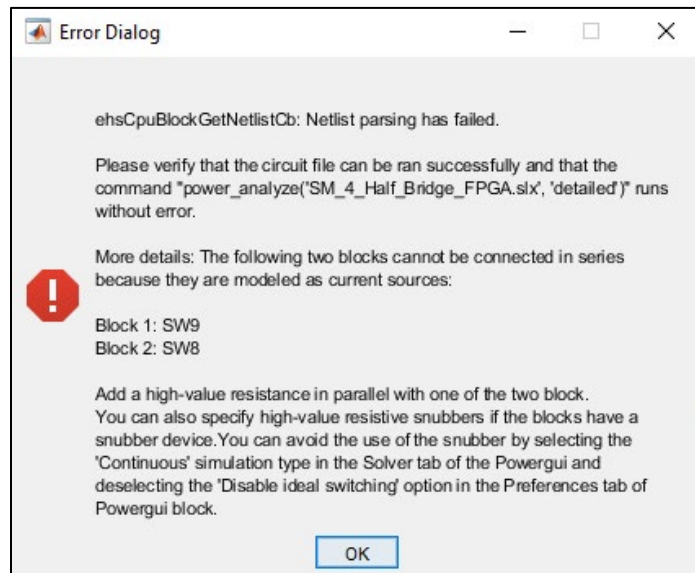 Error Dialog
ehsCpuBlockGetNetlistCb: Netlist parsing has failed.
Please verify that the circuit file can be ran successfully and that the
command "power_analyze('SM_4_Half_Bridge_FPGA.slx', 'detailed')" runs
without error.
More details: The following two blocks cannot be connected in series
because they are modeled as current sources:
Block 1: SW9
Block 2: SW8
Add a high-value resistance in parallel with one of the two block.
You can also specify high-value resistive snubbers if the blocks have a
snubber device.You can avoid the use of the snubber by selecting the
'Continuous' simulation type in the Solver tab of the Powergui and
deselecting the 'Disable ideal switching' option in the Preferences tab of
Powergui block.
OK